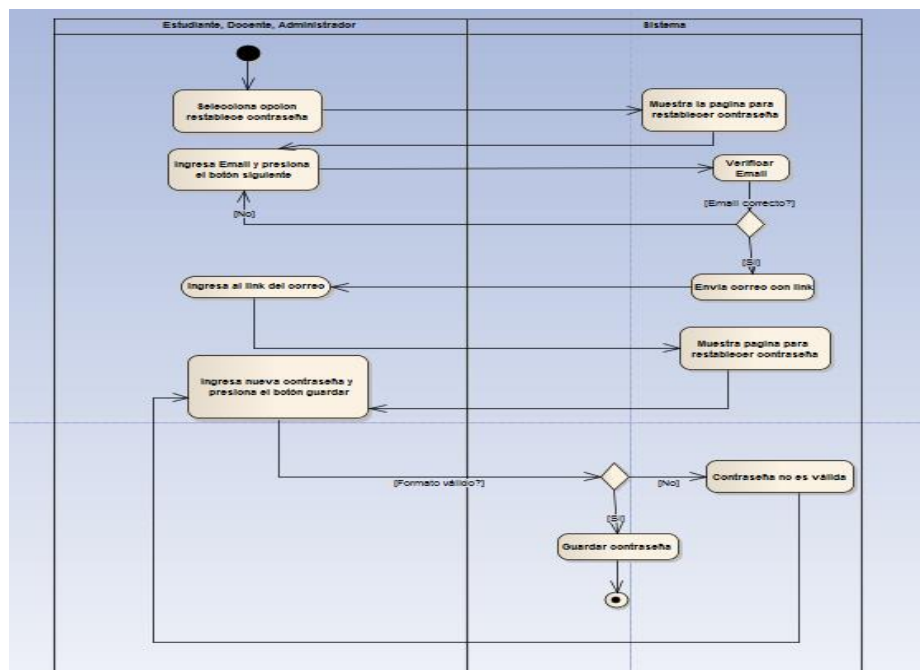 Estudiante, Docente, Administrador
Sistema
Selecciona opcion
restablece contraseña
Muestra la pagina para
restablecer contraseña
Ingresa Email y presiona
el botón siguiente
Verificar
Email
[Email correcto?]
[No]
[Si]
Ingresa al link del correo
Envia correo con link
Muestra pagina para
restablecer contraseña
Ingresa nueva contraseña y
presiona el botón guardar
[Formato válido?]
[No]
Contraseña no es válida
[Si]
Guardar contraseña